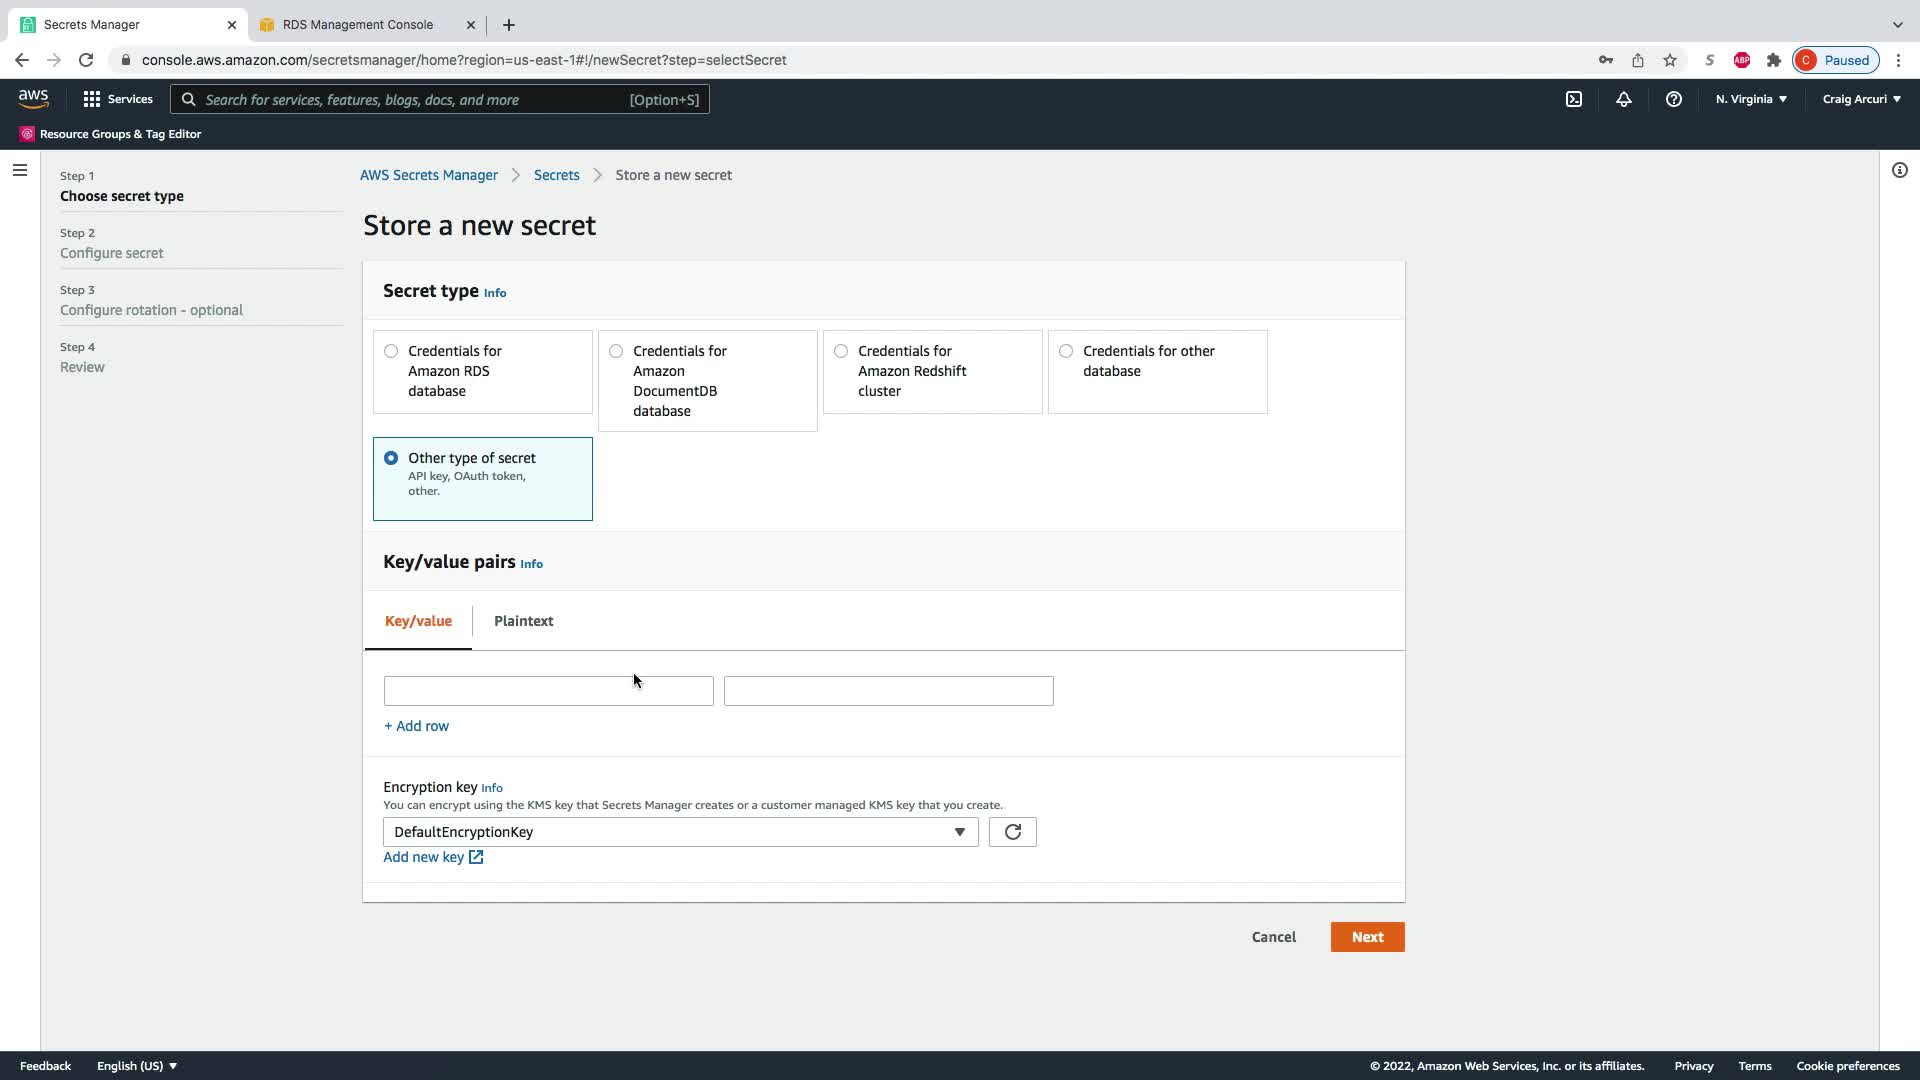 Secrets Manager
RDS Management Console
console.aws.amazon.com/secretsmanager/home?region=us-east-1#!/newSecret?step=selectSecret
ABP
C Paused
aws
Services
Search for services, features, blogs, docs, and more [Option+S]
N. Virginia
Craig Arcuri
Resource Groups & Tag Editor
Step 1
Choose secret type
Step 2
Configure secret
Step 3
Configure rotation - optional
Step 4
Review
AWS Secrets Manager
Secrets
Store a new secret
Store a new secret
Secret type Info
Credentials for
Amazon RDS
database
Credentials for
Amazon
DocumentDB
database
Credentials for
Amazon Redshift
cluster
Credentials for other
database
Other type of secret
API key, OAuth token,
other.
Key/value pairs Info
Key/value
Plaintext
+ Add row
Encryption key Info
You can encrypt using the KMS key that Secrets Manager creates or a customer managed KMS key that you create.
DefaultEncryptionKey
Add new key
Cancel
Next
Feedback
English (US)
© 2022, Amazon Web Services, Inc. or its affiliates.
Privacy
Terms
Cookie preferences